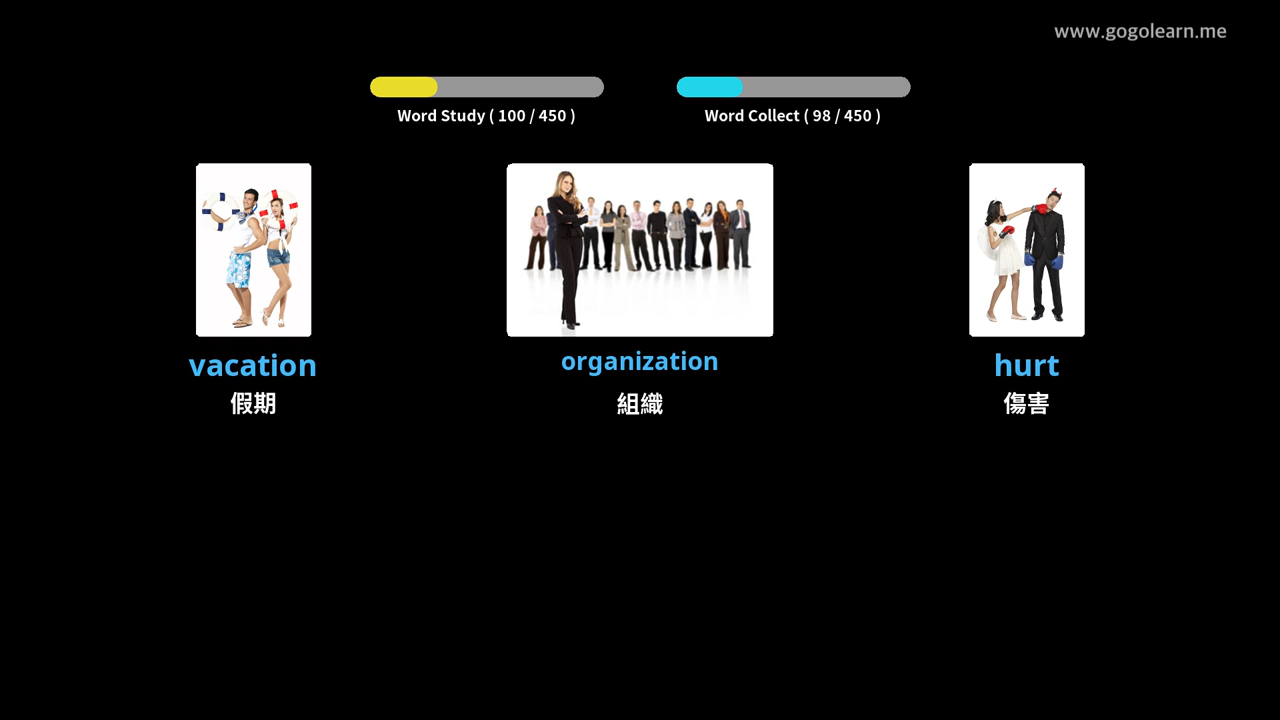 www.gogolearn.me
Word Study ( 100 / 450 )
Word Collect ( 98 / 450 )
vacation
假期
organization
組織
hurt
傷害